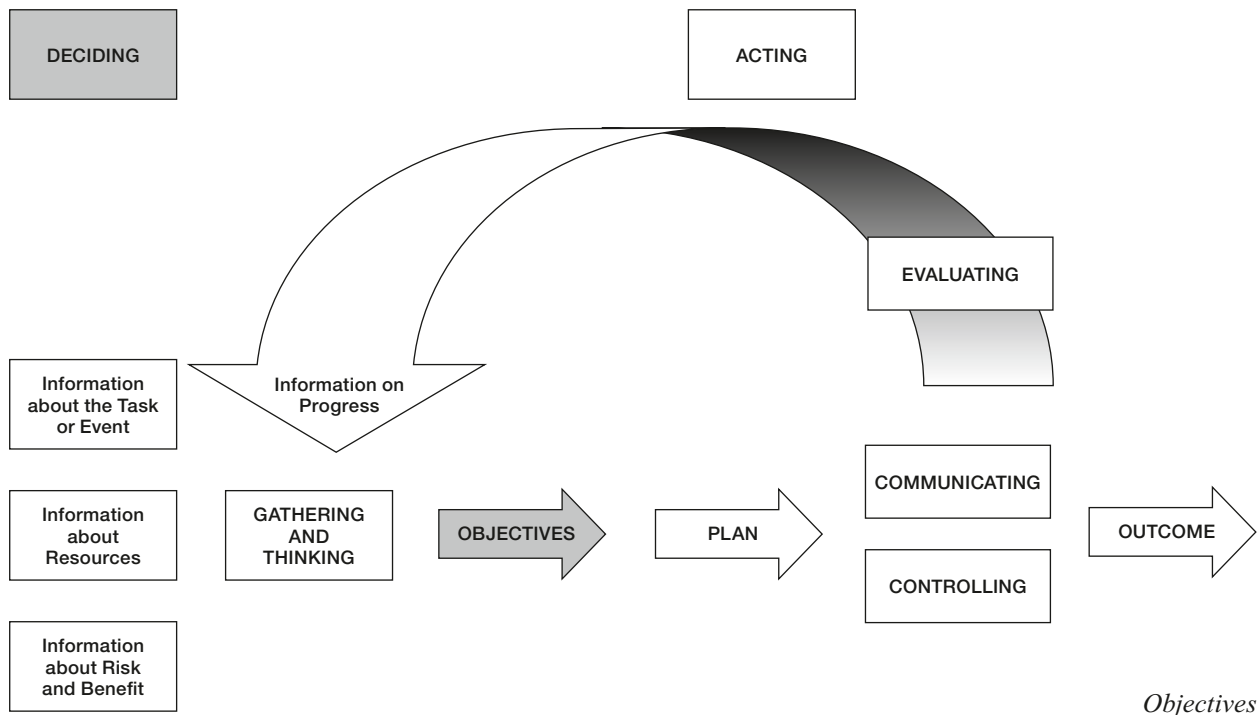 DECIDING
ACTING
EVALUATING
Information
about the Task
or Event
Information on
Progress
COMMUNICATING
Information
about
Resources
GATHERING
AND
THINKING
OBJECTIVES
PLAN
OUTCOME
CONTROLLING
Information
about Risk
and Benefit
Objectives